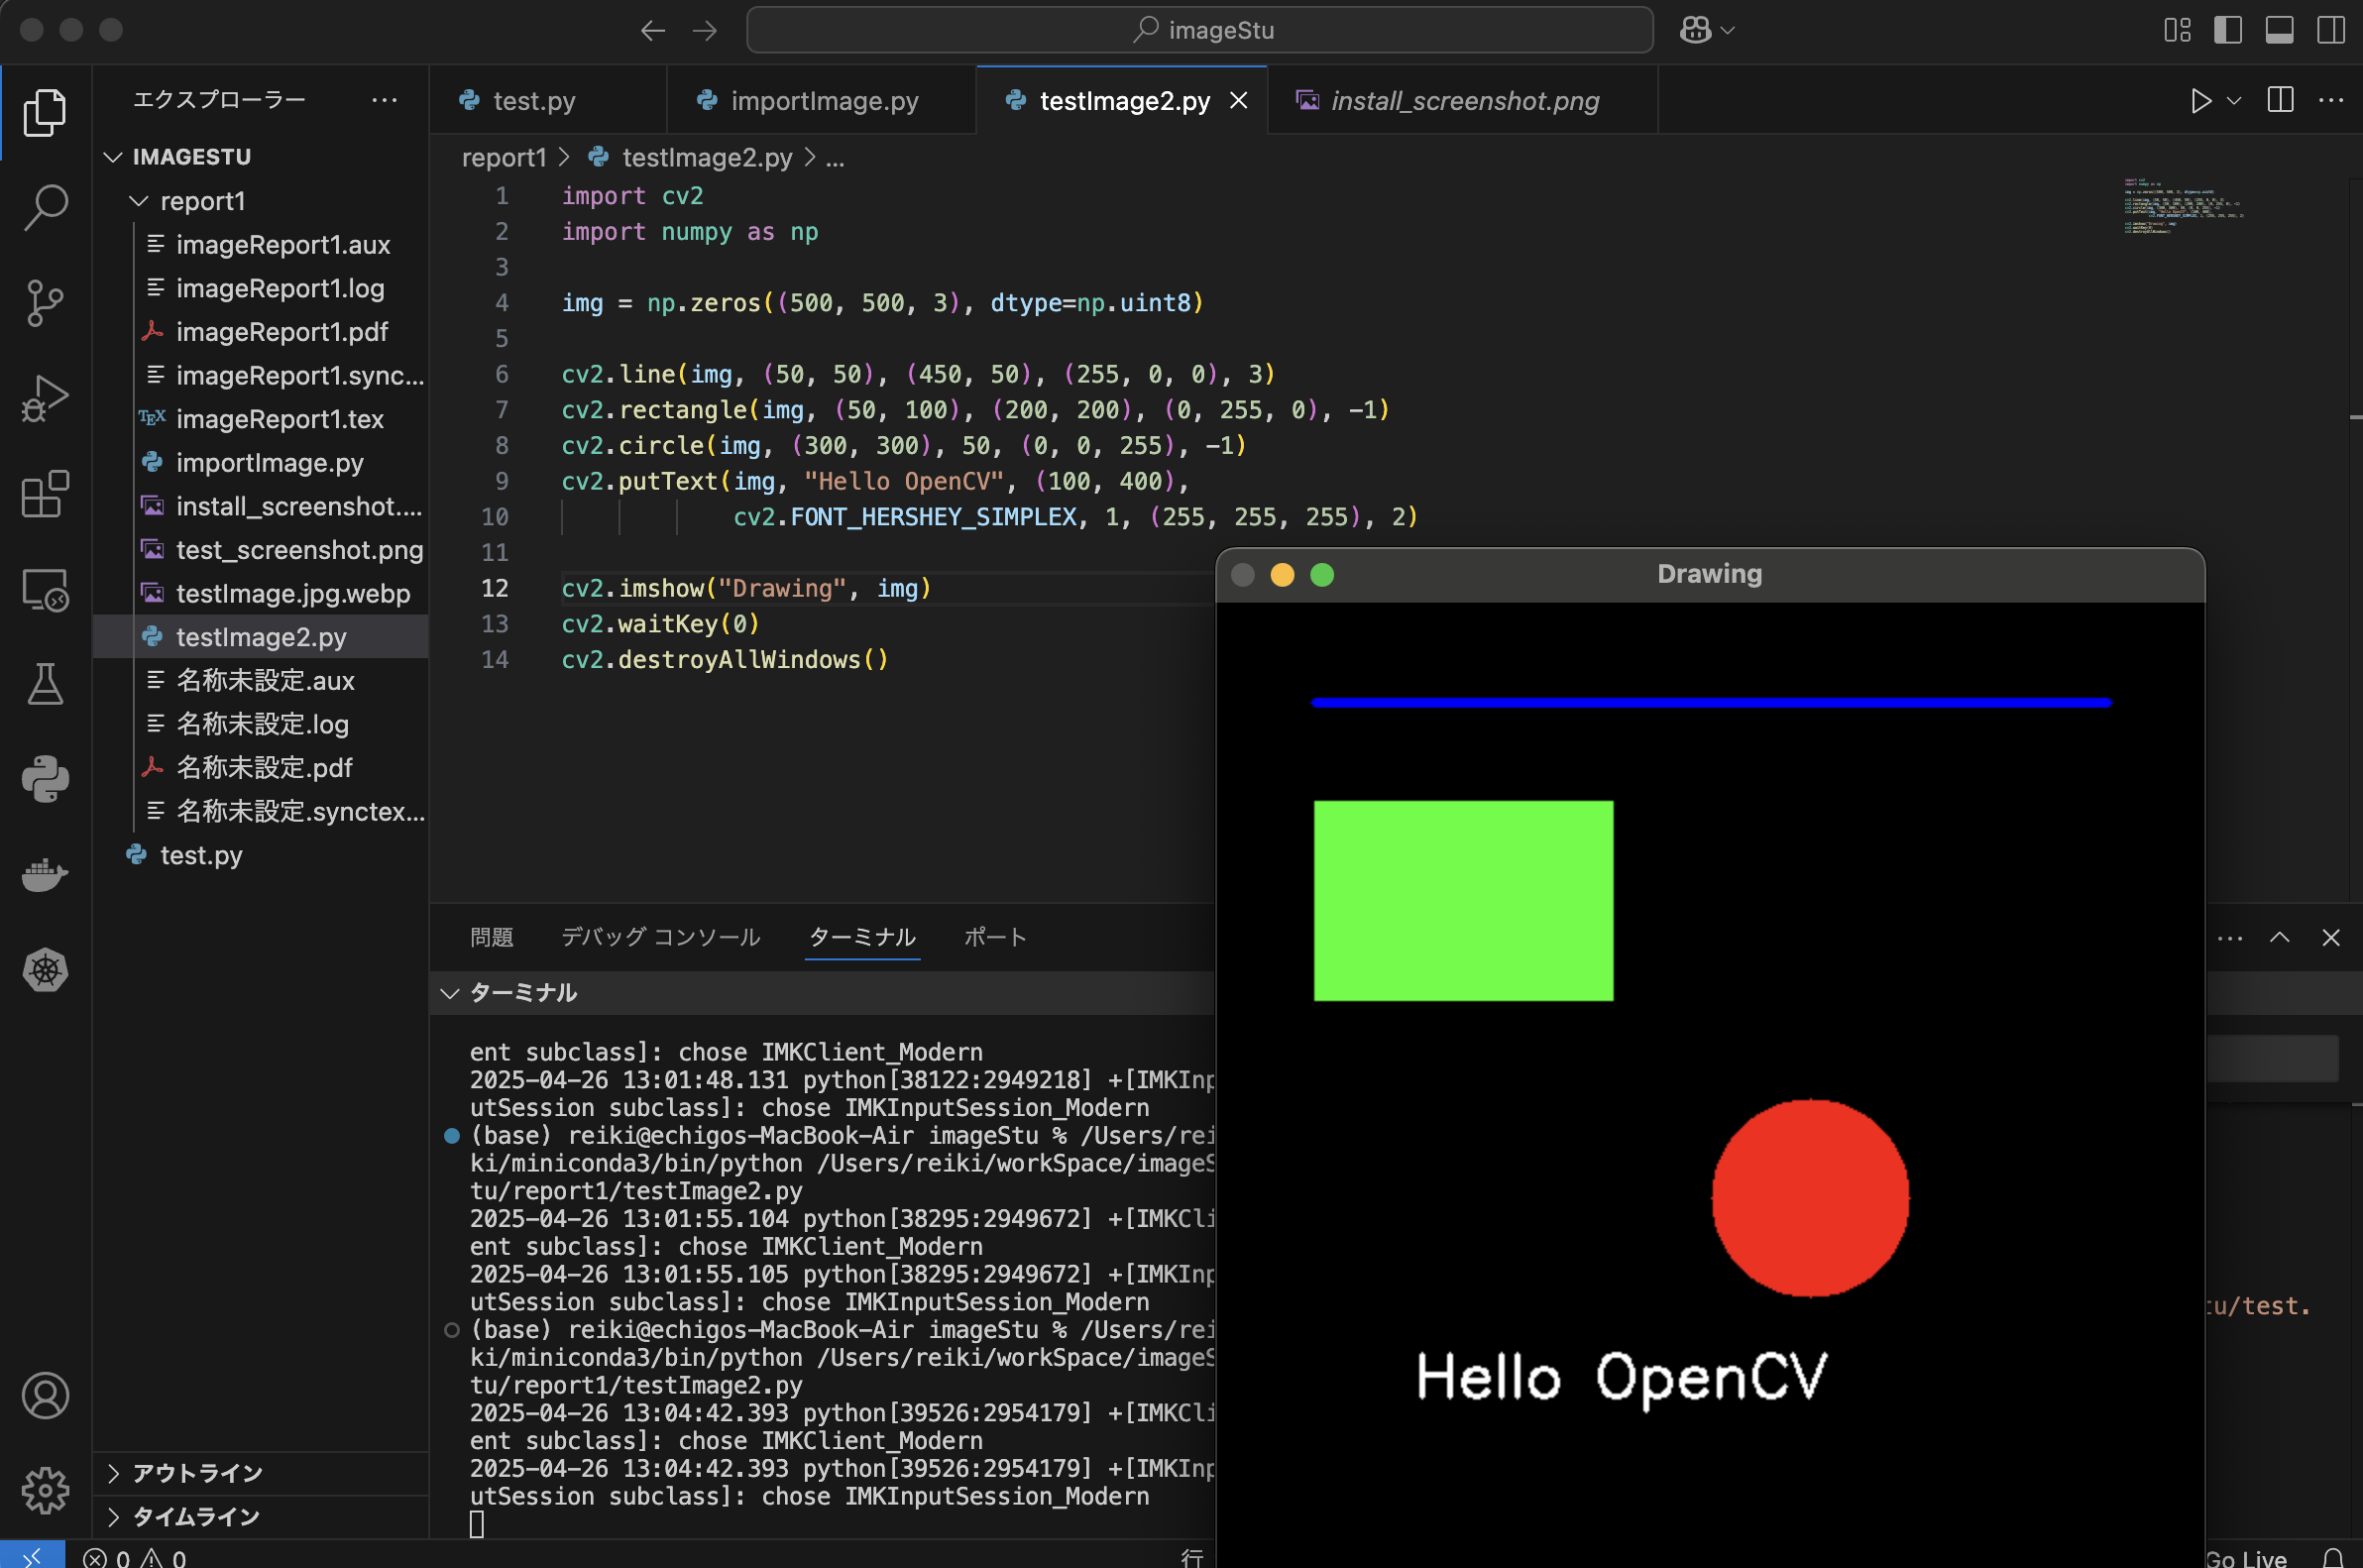 imageStu
エクスプローラー
IMAGESTU
report1
imageReport1.aux
imageReport1.log
imageReport1.pdf
imageReport1.sync...
TEX imageReport1.tex
importImage.py
install_screenshot....
test_screenshot.png
testImage.jpg.webp
testImage2.py
名称未設定.aux
名称未設定.log
名称未設定.pdf
名称未設定.synctex...
test.py
アウトライン
タイムライン
test.py
importImage.py
testImage2.py
install_screenshot.png
report1 > testImage2.py > ...
1 import cv2
2 import numpy as np
3
4 img = np.zeros((500, 500, 3), dtype=np.uint8)
5
6 cv2.line(img, (50, 50), (450, 50), (255, 0, 0), 3)
7 cv2.rectangle(img, (50, 100), (200, 200), (0, 255, 0), -1)
8 cv2.circle(img, (300, 300), 50, (0, 0, 255), -1)
9 cv2.putText(img, "Hello OpenCV", (100, 400),
10 cv2.FONT_HERSHEY_SIMPLEX, 1, (255, 255, 255), 2)
11
12 cv2.imshow("Drawing", img)
13 cv2.waitKey(0)
14 cv2.destroyAllWindows()
問題 デバッグ コンソール ターミナル ポート
ターミナル
ent subclass]: chose IMKClient_Modern
2025-04-26 13:01:48.131 python[38122:2949218] +[IMKInp
utSession subclass]: chose IMKInputSession_Modern
(base) reiki@echigos-MacBook-Air imageStu % /Users/rei
ki/miniconda3/bin/python /Users/reiki/workSpace/imageS
tu/report1/testImage2.py
2025-04-26 13:01:55.104 python[38295:2949672] +[IMKCli
ent subclass]: chose IMKClient_Modern
2025-04-26 13:01:55.105 python[38295:2949672] +[IMKInp
utSession subclass]: chose IMKInputSession_Modern
(base) reiki@echigos-MacBook-Air imageStu % /Users/rei
ki/miniconda3/bin/python /Users/reiki/workSpace/imageS
tu/report1/testImage2.py
2025-04-26 13:04:42.393 python[39526:2954179] +[IMKCli
ent subclass]: chose IMKClient_Modern
2025-04-26 13:04:42.393 python[39526:2954179] +[IMKInp
utSession subclass]: chose IMKInputSession_Modern
Drawing
Hello OpenCV
tu/test.
0 0
行
Go Live